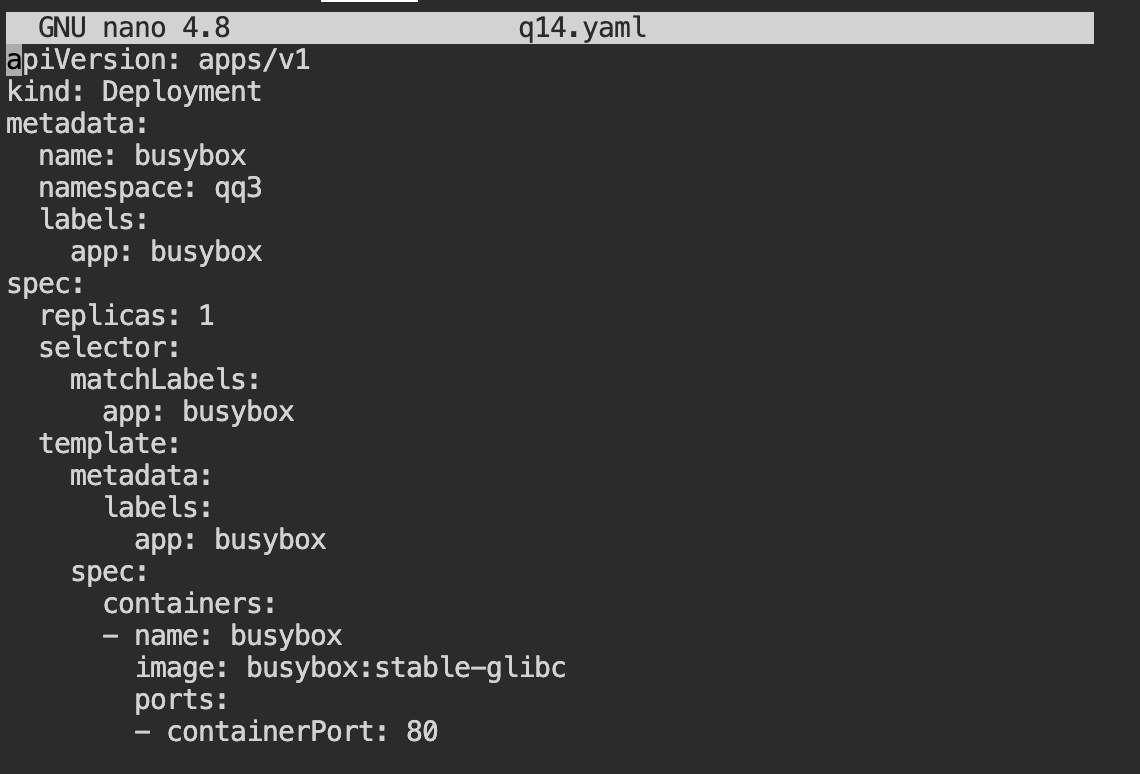 GNU nano 4.8 q14.yaml
apiVersion: apps/v1
kind: Deployment
metadata:
  name: busybox
  namespace: qq3
  labels:
    app: busybox
spec:
  replicas: 1
  selector:
    matchLabels:
      app: busybox
  template:
    metadata:
      labels:
        app: busybox
    spec:
      containers:
      - name: busybox
        image: busybox:stable-glibc
        ports:
        - containerPort: 80